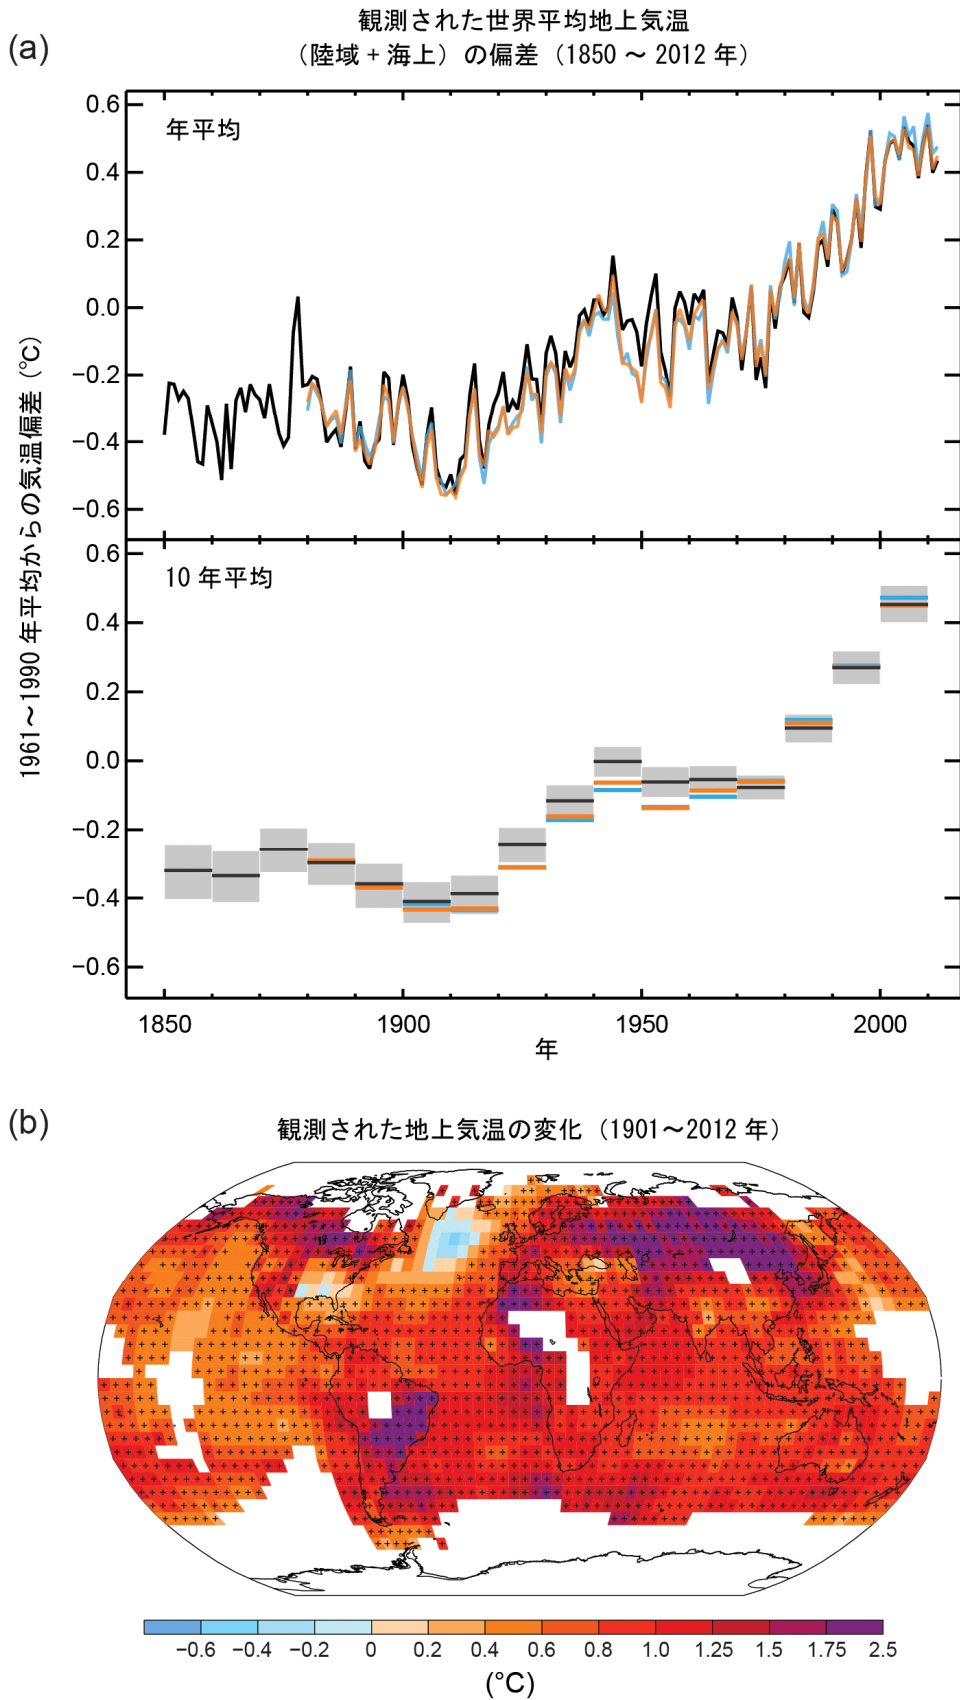 (a)
観測された世界平均地上気温
（陸域 + 海上）の偏差（1850 ～ 2012 年）
1961～1990 年平均からの気温偏差（℃）
年平均
0.6
0.4
0.2
0.0
−0.2
−0.4
−0.6
10 年平均
0.6
0.4
0.2
0.0
−0.2
−0.4
−0.6
1850 1900 1950 2000
年
(b)
観測された地上気温の変化（1901～2012 年）
−0.6 −0.4 −0.2 0 0.2 0.4 0.6 0.8 1.0 1.25 1.5 1.75 2.5
(°C)